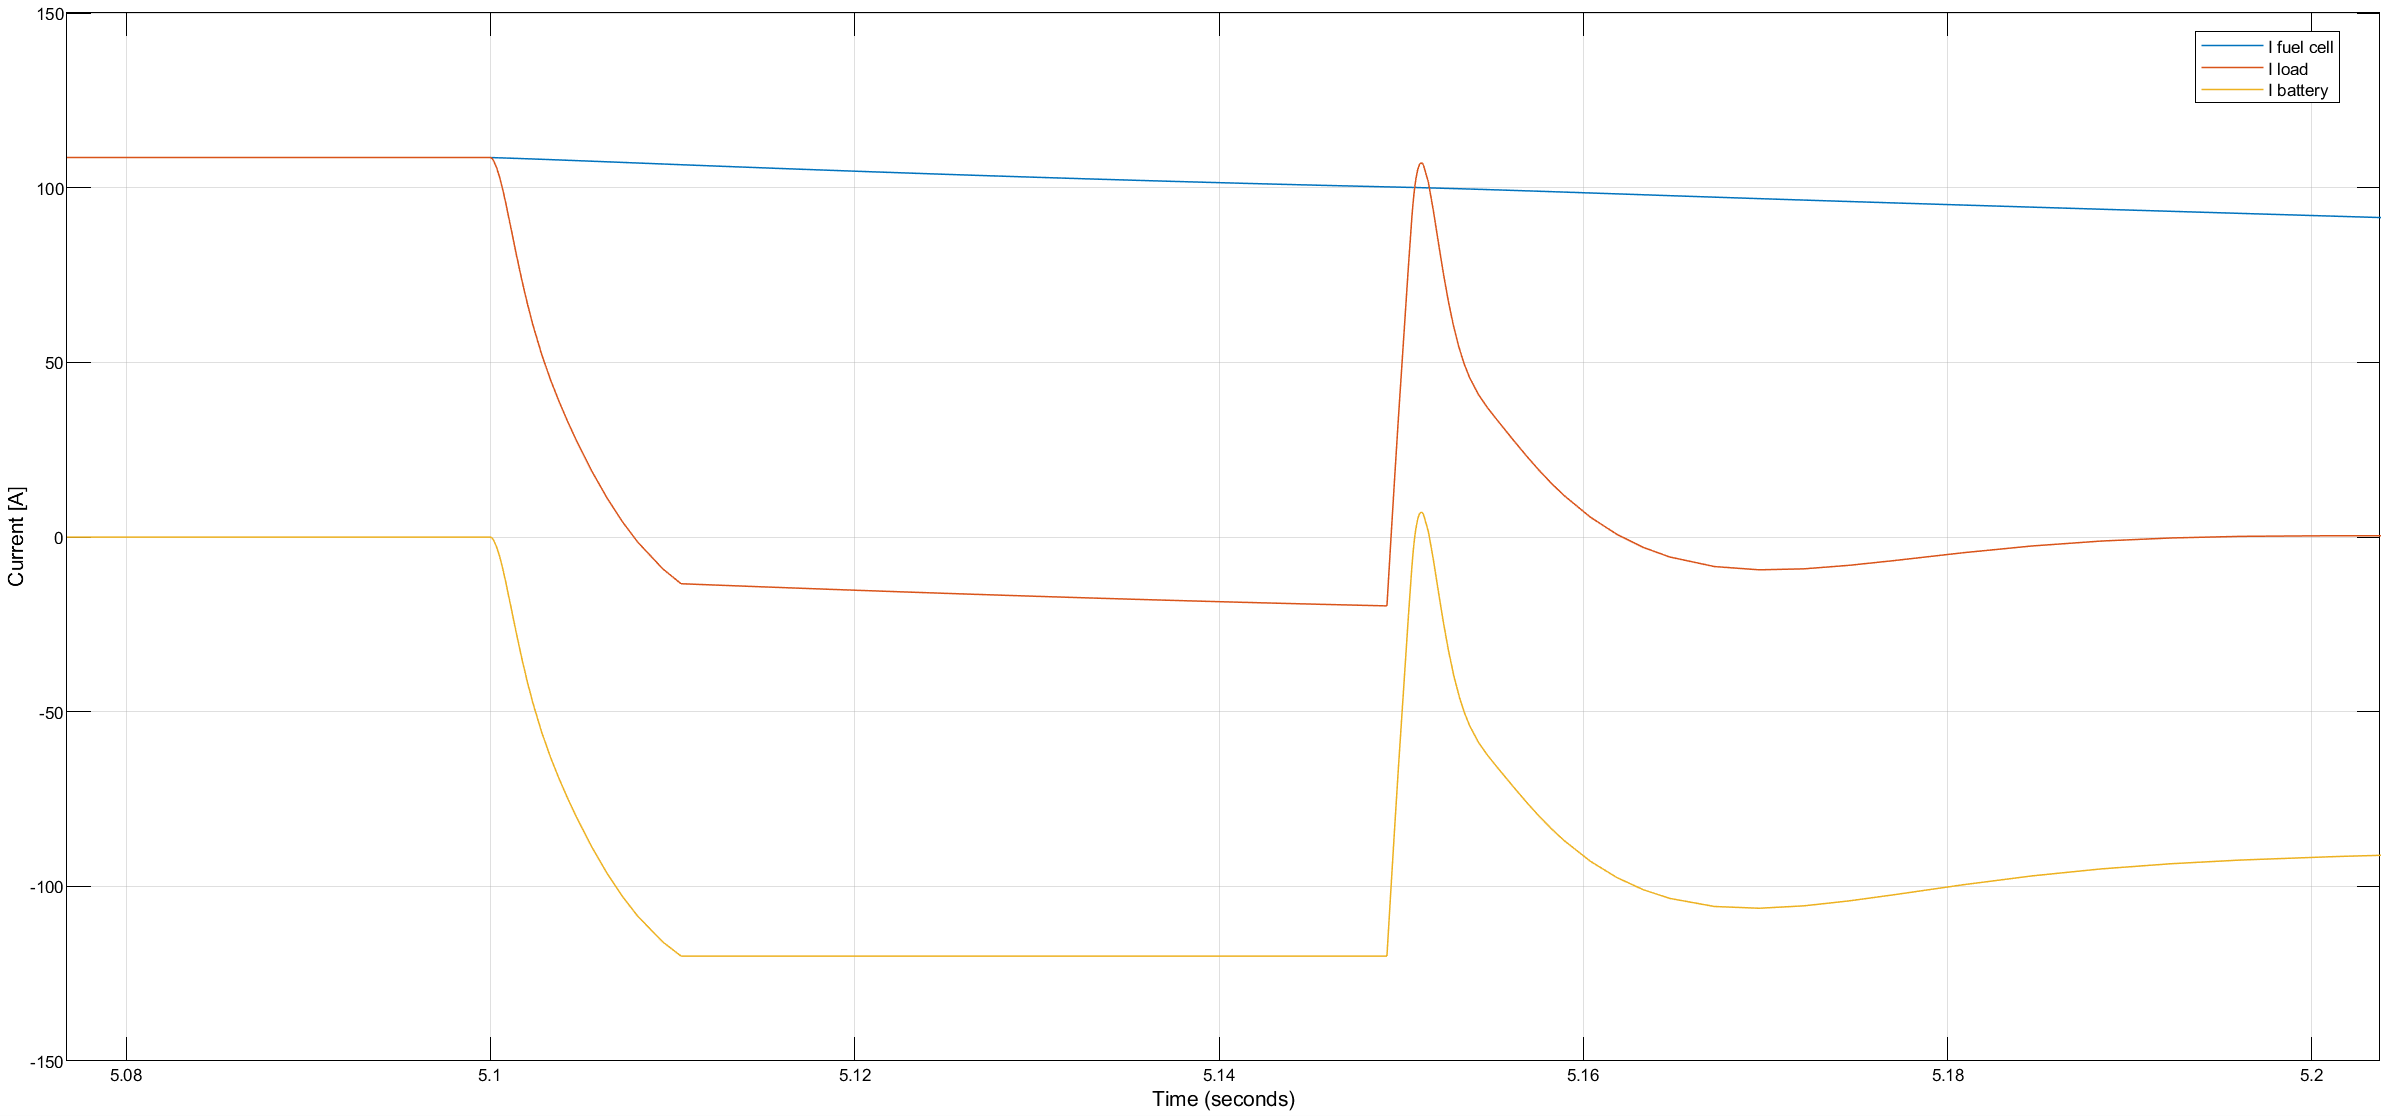 150
100
50
0
-50
-100
-150
Current [A]
I fuel cell
I load
I battery
5.08
5.1
5.12
5.14
5.16
5.18
5.2
Time (seconds)